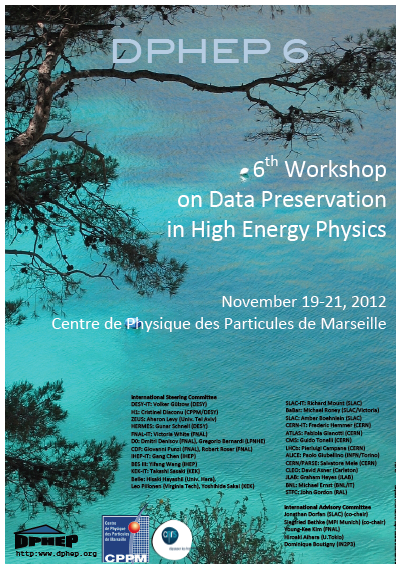 DPHEP 6
6th Workshop
on Data Preservation
in High Energy Physics
November 19-21, 2012
Centre de Physique des Particules de Marseille
International Steering Committee
DESY-IT: Volker Gülzow (DESY)
H1: Cristinel Diaconu (CPPM/DESY)
ZEUS: Aharon Levy (Univ. Tel Aviv)
HERMES: Gunar Schnell (DESY)
FNAL-IT: Victoria White (FNAL)
D0: Dmitri Denisov (FNAL), Gregorio Bernardi (LPNHE)
CDF: Giovanni Punzi (FNAL), Robert Roser (FNAL)
IHEP-IT: Gang Chen (IHEP)
BES III: Yifang Wang (IHEP)
KEK-IT: Takashi Sasaki (KEK)
Belle: Hisaki Hayashii (Univ. Nara),
Leo Piilonen (Virginia Tech), Yoshihide Sakai (KEK)
SLAC-IT: Richard Mount (SLAC)
BaBar: Michael Roney (SLAC/Victoria)
SLAC: Amber Boehnlein (SLAC)
CERN-IT: Frederic Hemmer (CERN)
ATLAS: Fabiola Gianotti (CERN)
CMS: Guido Tonelli (CERN)
LHCb: Pierluigi Campana (CERN)
ALICE: Paolo Giubellino (INFN/Torino)
CERN/PARSE: Salvatore Mele (CERN)
CLEO: David Asner (Carleton)
JLAB: Graham Heyes (JLAB)
BNL: Michael Ernst (BNL/IT)
STFC: John Gordon (RAL)
International Advisory Committee
Jonathan Dorfan (SLAC) (co-chair)
Siegfried Bethke (MPI Munich) (co-chair)
Young-Kee Kim (FNAL)
Hiroaki Aihara (U.Tokio)
Dominique Boutigny (IN2P3)
DPHEP
http:www.dphep.org
Centre de Physique
des Particules
de Marseille
CPPM